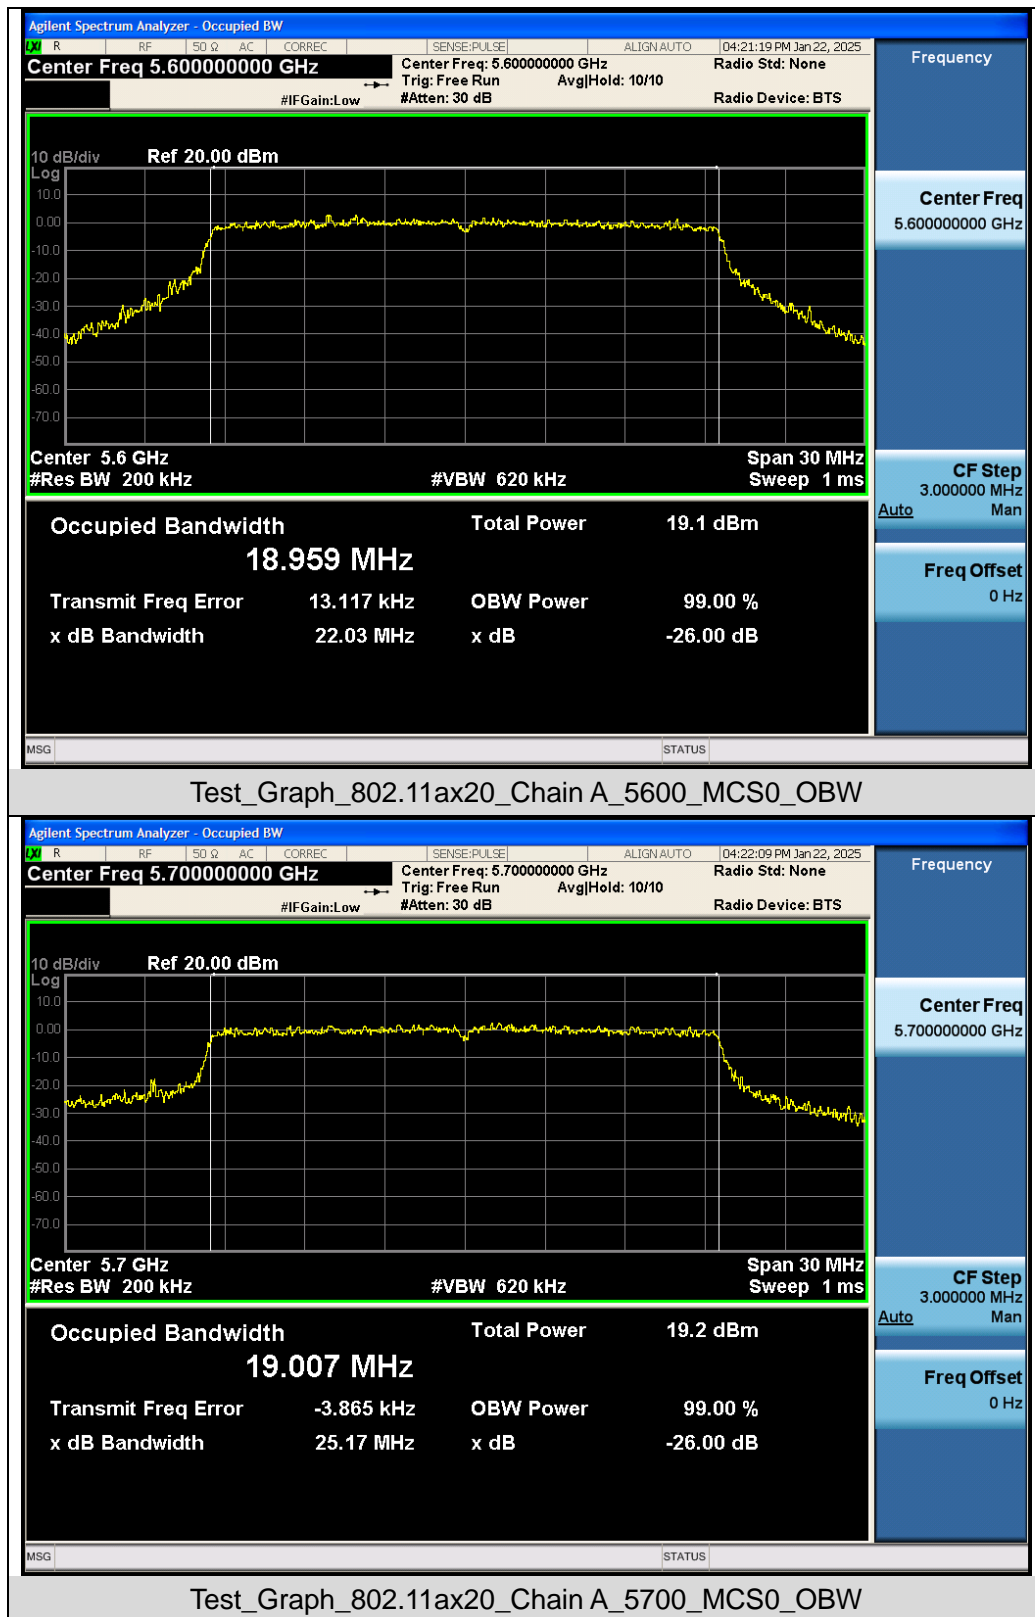 Agilent Spectrum Analyzer - Occupied BW
LXI R RF 50 Ω AC CORREC SENSE:PULSE ALIGN AUTO 04:21:19 PM Jan 22, 2025
Center Freq 5.600000000 GHz
Center Freq: 5.600000000 GHz Radio Std: None
Trig: Free Run Avg|Hold: 10/10
#IFGain:Low #Atten: 30 dB Radio Device: BTS
Frequency
10 dB/div Ref 20.00 dBm
Log
10.0
0.00
-10.0
-20.0
-30.0
-40.0
-50.0
-60.0
-70.0
Center Freq
5.600000000 GHz
Center 5.6 GHz Span 30 MHz
#Res BW 200 kHz #VBW 620 kHz Sweep 1 ms
CF Step
3.000000 MHz
Auto Man
Occupied Bandwidth Total Power 19.1 dBm
18.959 MHz
Transmit Freq Error 13.117 kHz OBW Power 99.00 %
x dB Bandwidth 22.03 MHz x dB -26.00 dB
Freq Offset
0 Hz
MSG STATUS
Test_Graph_802.11ax20_Chain A_5600_MCS0_OBW
Agilent Spectrum Analyzer - Occupied BW
LXI R RF 50 Ω AC CORREC SENSE:PULSE ALIGN AUTO 04:22:09 PM Jan 22, 2025
Center Freq 5.700000000 GHz
Center Freq: 5.700000000 GHz Radio Std: None
Trig: Free Run Avg|Hold: 10/10
#IFGain:Low #Atten: 30 dB Radio Device: BTS
Frequency
10 dB/div Ref 20.00 dBm
Log
10.0
0.00
-10.0
-20.0
-30.0
-40.0
-50.0
-60.0
-70.0
Center Freq
5.700000000 GHz
Center 5.7 GHz Span 30 MHz
#Res BW 200 kHz #VBW 620 kHz Sweep 1 ms
CF Step
3.000000 MHz
Auto Man
Occupied Bandwidth Total Power 19.2 dBm
19.007 MHz
Transmit Freq Error -3.865 kHz OBW Power 99.00 %
x dB Bandwidth 25.17 MHz x dB -26.00 dB
Freq Offset
0 Hz
MSG STATUS
Test_Graph_802.11ax20_Chain A_5700_MCS0_OBW